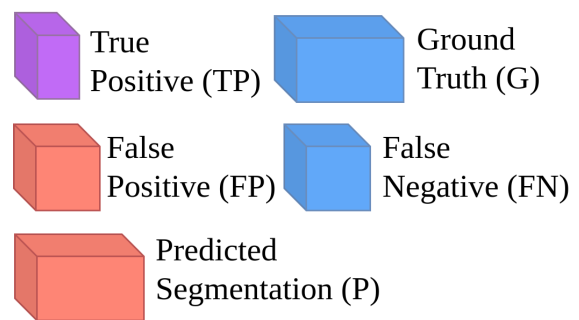 True
Positive (TP)
Ground
Truth (G)
False
Positive (FP)
False
Negative (FN)
Predicted
Segmentation (P)